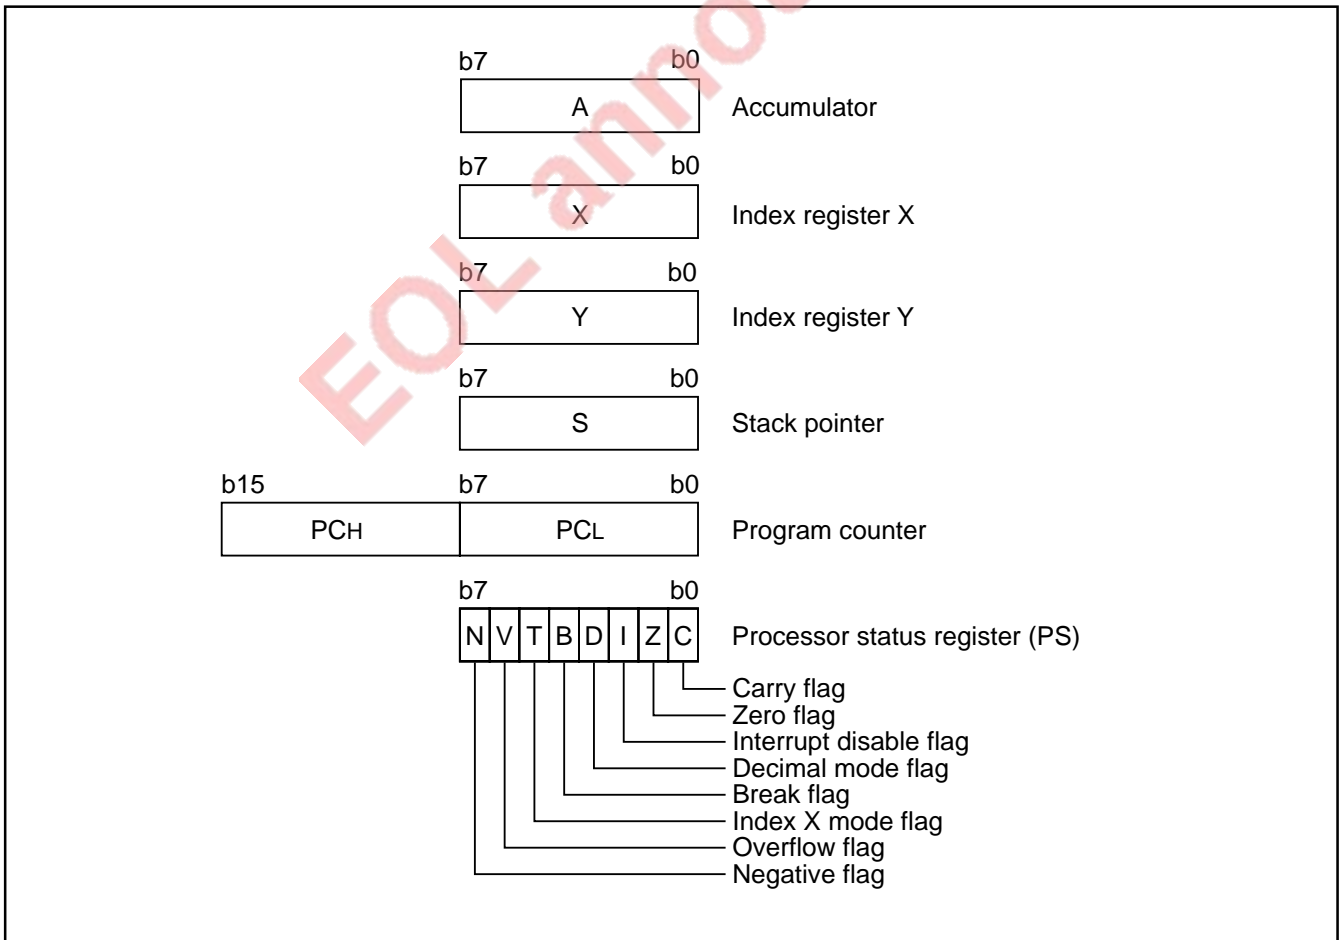 b7 b0
A Accumulator
b7 b0
X Index register X
b7 b0
Y Index register Y
b7 b0
S Stack pointer
b15 b7 b0
PCH PCL Program counter
b7 b0
N V T B D I Z C Processor status register (PS)
Carry flag
Zero flag
Interrupt disable flag
Decimal mode flag
Break flag
Index X mode flag
Overflow flag
Negative flag
EOL